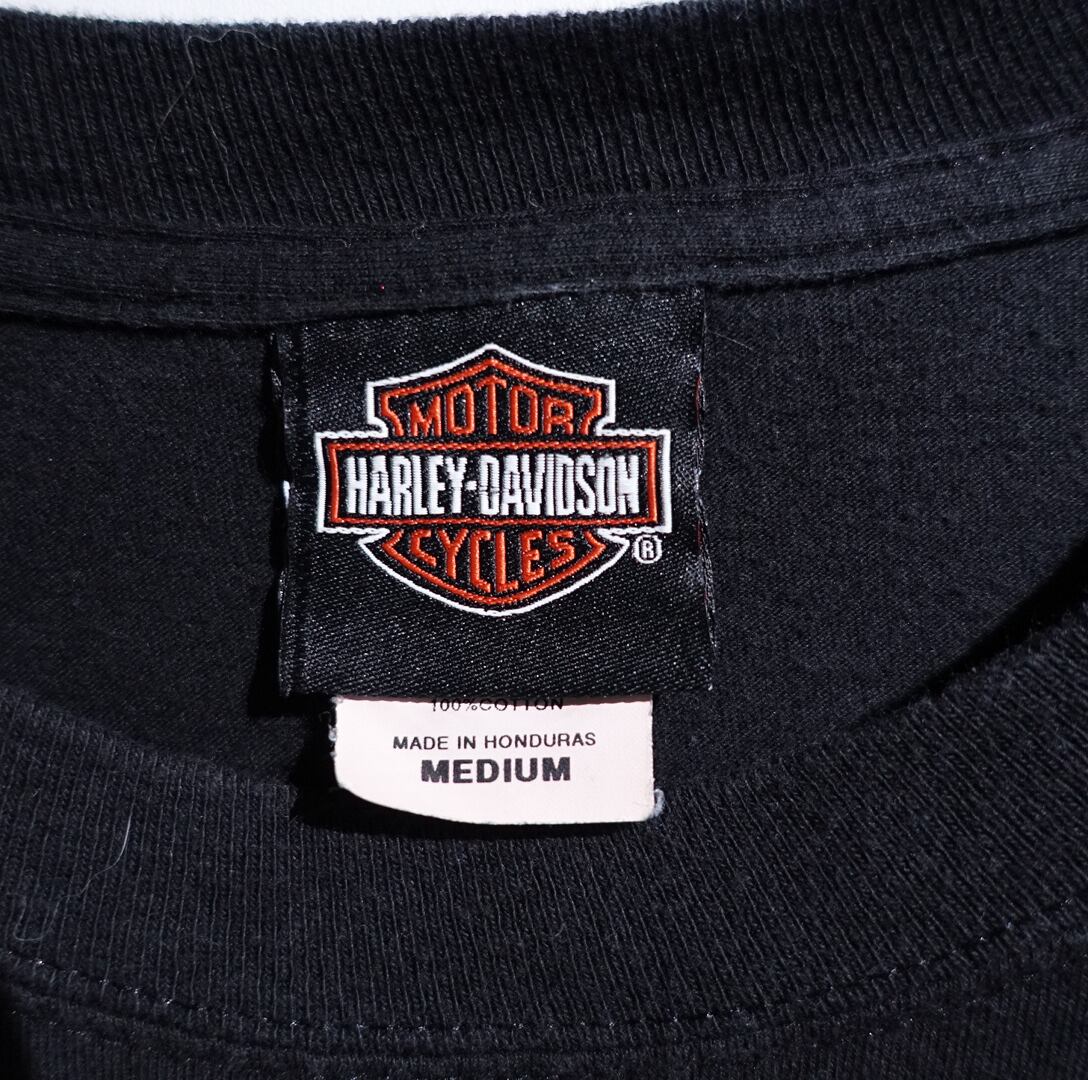 MOTOR
HARLEY-DAVIDSON
CYCLES
®
100%COTTON
MADE IN HONDURAS
MEDIUM